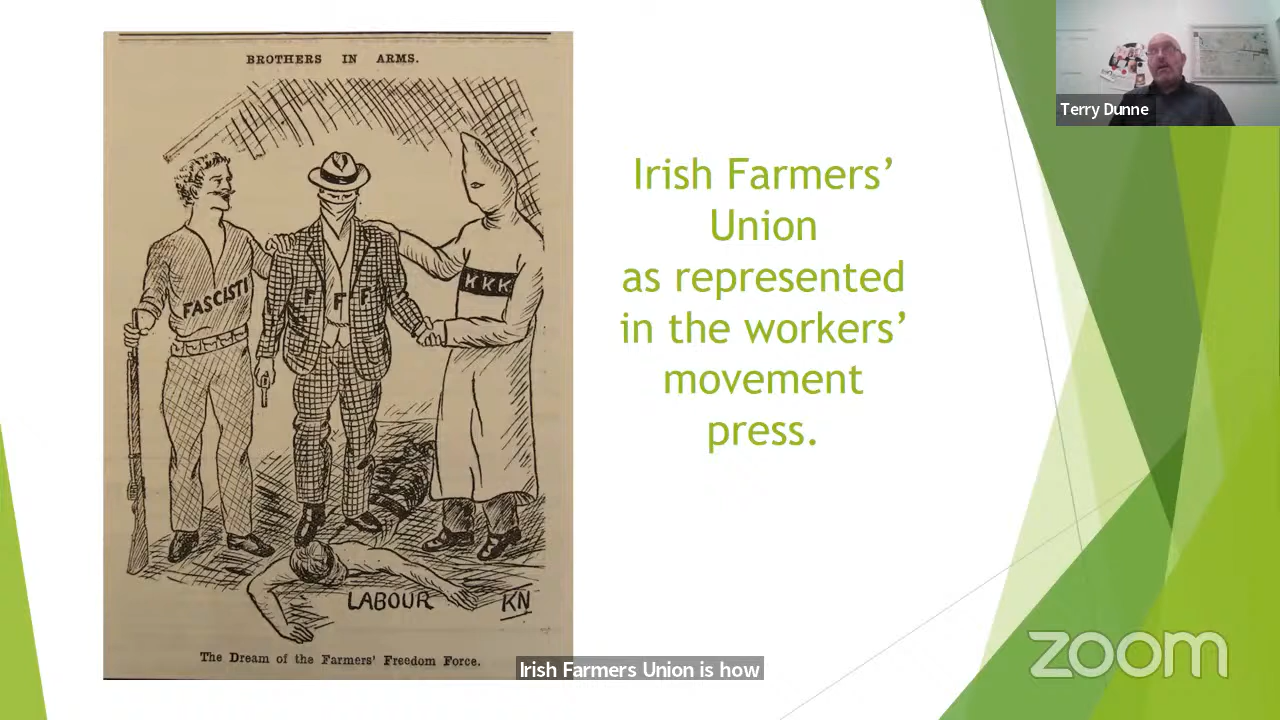 BROTHERS IN ARMS.
FASCISTI
F F F
KKK
LABOUR
KN
The Dream of the Farmers' Freedom Force.
Irish Farmers'
Union
as represented
in the workers'
movement
press.
Terry Dunne
Irish Farmers Union is how
zoom